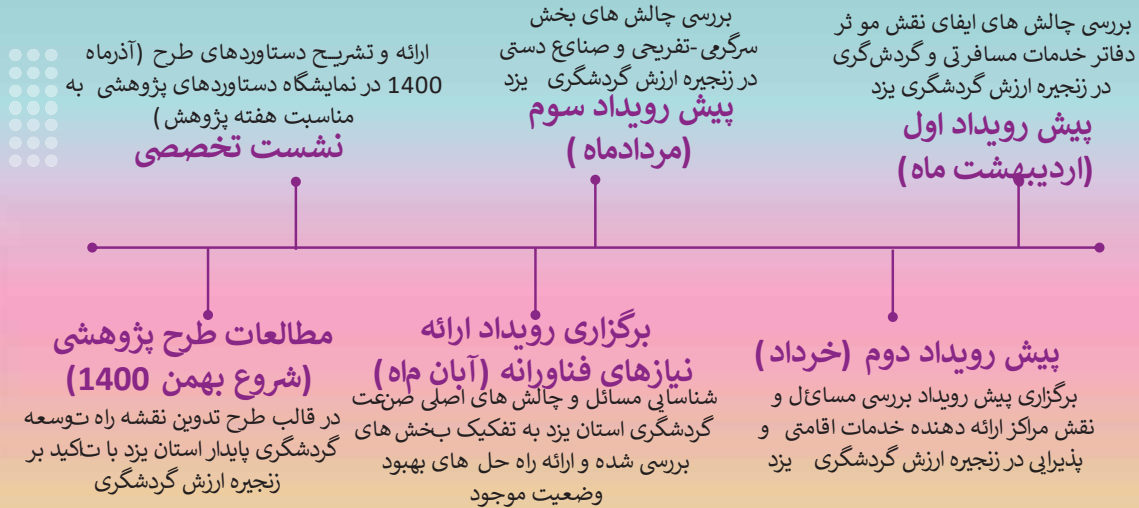 بررسی چالش های ایفای نقش مو ثر
دفاتر خدمات مسافرتی و گردش‌گری
در زنجیره ارزش گردشگری یزد
پیش رویداد اول
(اردیبهشت ماه)
پیش رویداد دوم (خرداد)
برگزاری پیش رویداد بررسی مسائل و
نقش مراکز ارائه دهنده خدمات اقامتی و
پذیرایی در زنجیره ارزش گردشگری یزد
بررسی چالش های بخش
سرگرمی-تفریحی و صنایع دستی
در زنجیره ارزش گردشگری یزد
پیش رویداد سوم
(مردادماه )
برگزاری رویداد ارائه
نیازهای فناورانه (آبان ماه)
شناسایی مسائل و چالش های اصلی صنعت
گردشگری استان یزد به تفکیک بخش های
بررسی شده و ارائه راه حل های بهبود
وضعیت موجود
ارائه و تشریح دستاوردهای طرح (آذرماه
1400 در نمایشگاه دستاوردهای پژوهشی به
مناسبت هفته پژوهش)
نشست تخصصی
مطالعات طرح پژوهشی
(شروع بهمن 1400)
در قالب طرح تدوین نقشه راه توسعه
گردشگری پایدار استان یزد با تاکید بر
زنجیره ارزش گردشگری